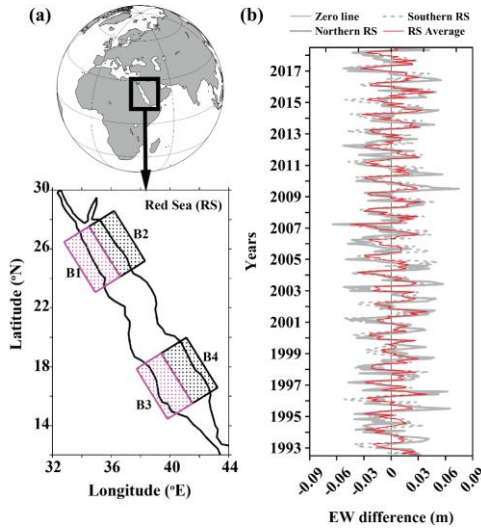 (a)
(b)
Zero line
Southern RS
Northern RS
RS Average
Red Sea (RS)
30
26
22
18
14
Latitude (°N)
B1
B2
B3
B4
32
36
40
44
Longitude (°E)
Years
2017
2015
2013
2011
2009
2007
2005
2003
2001
1999
1997
1995
1993
-0.09
-0.06
-0.03
0
0.03
0.06
0.09
EW difference (m)